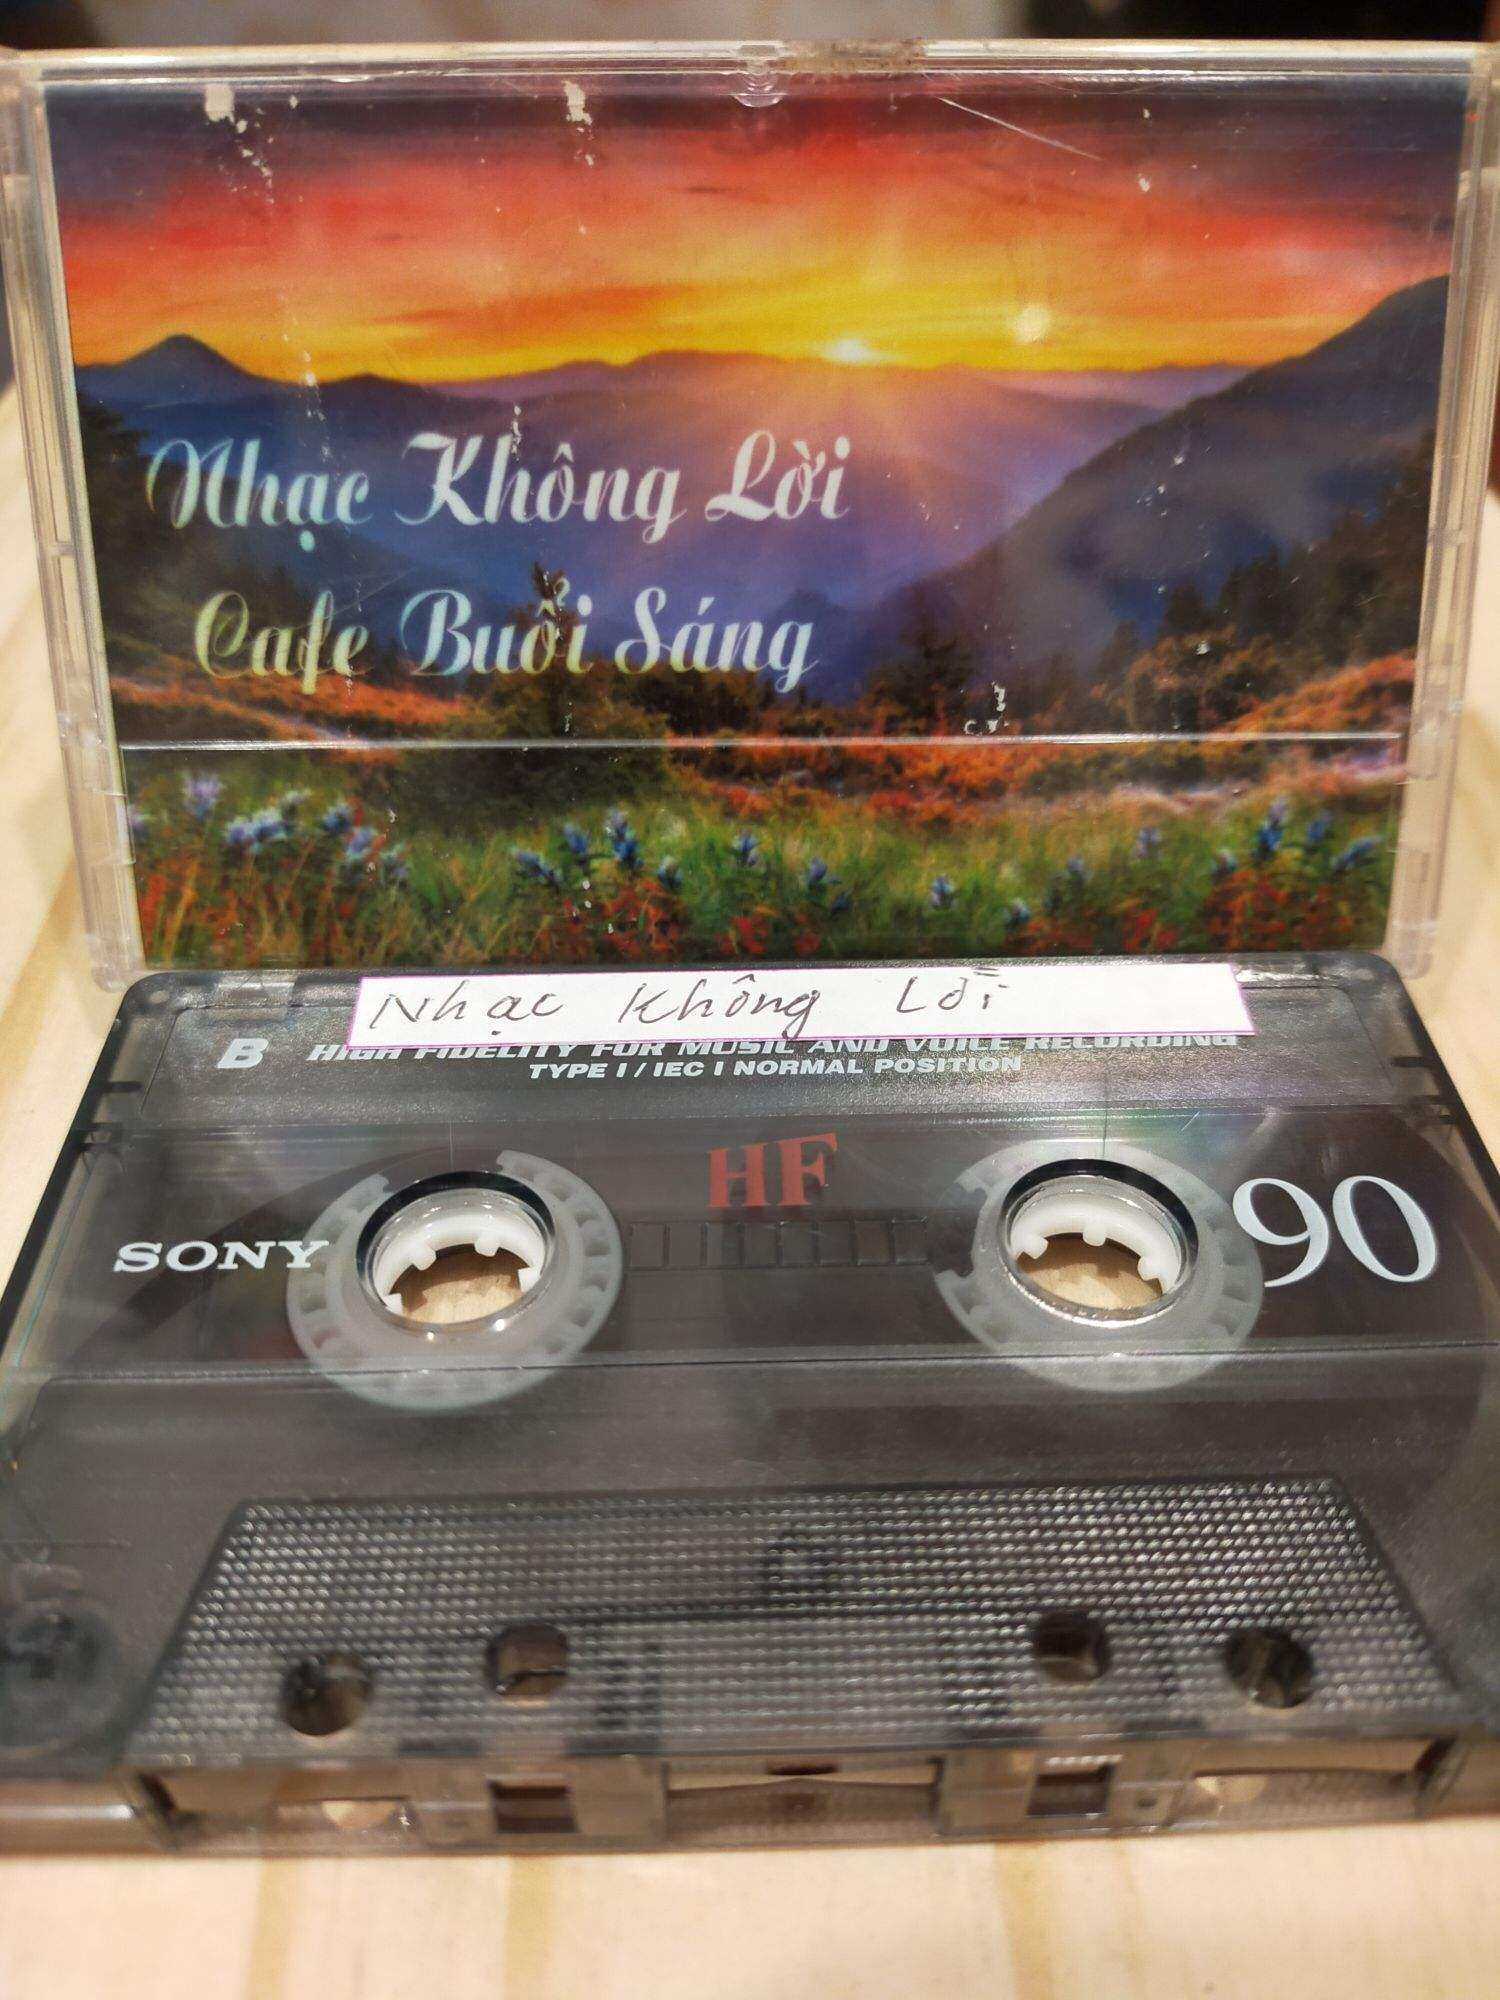 Nhạc Không Lời
Cafe Buổi Sáng
Nhạc Không Lời
B HIGH FIDELITY FOR MUSIC AND VOICE RECORDING
TYPE I / IEC I NORMAL POSITION
HF
SONY
90